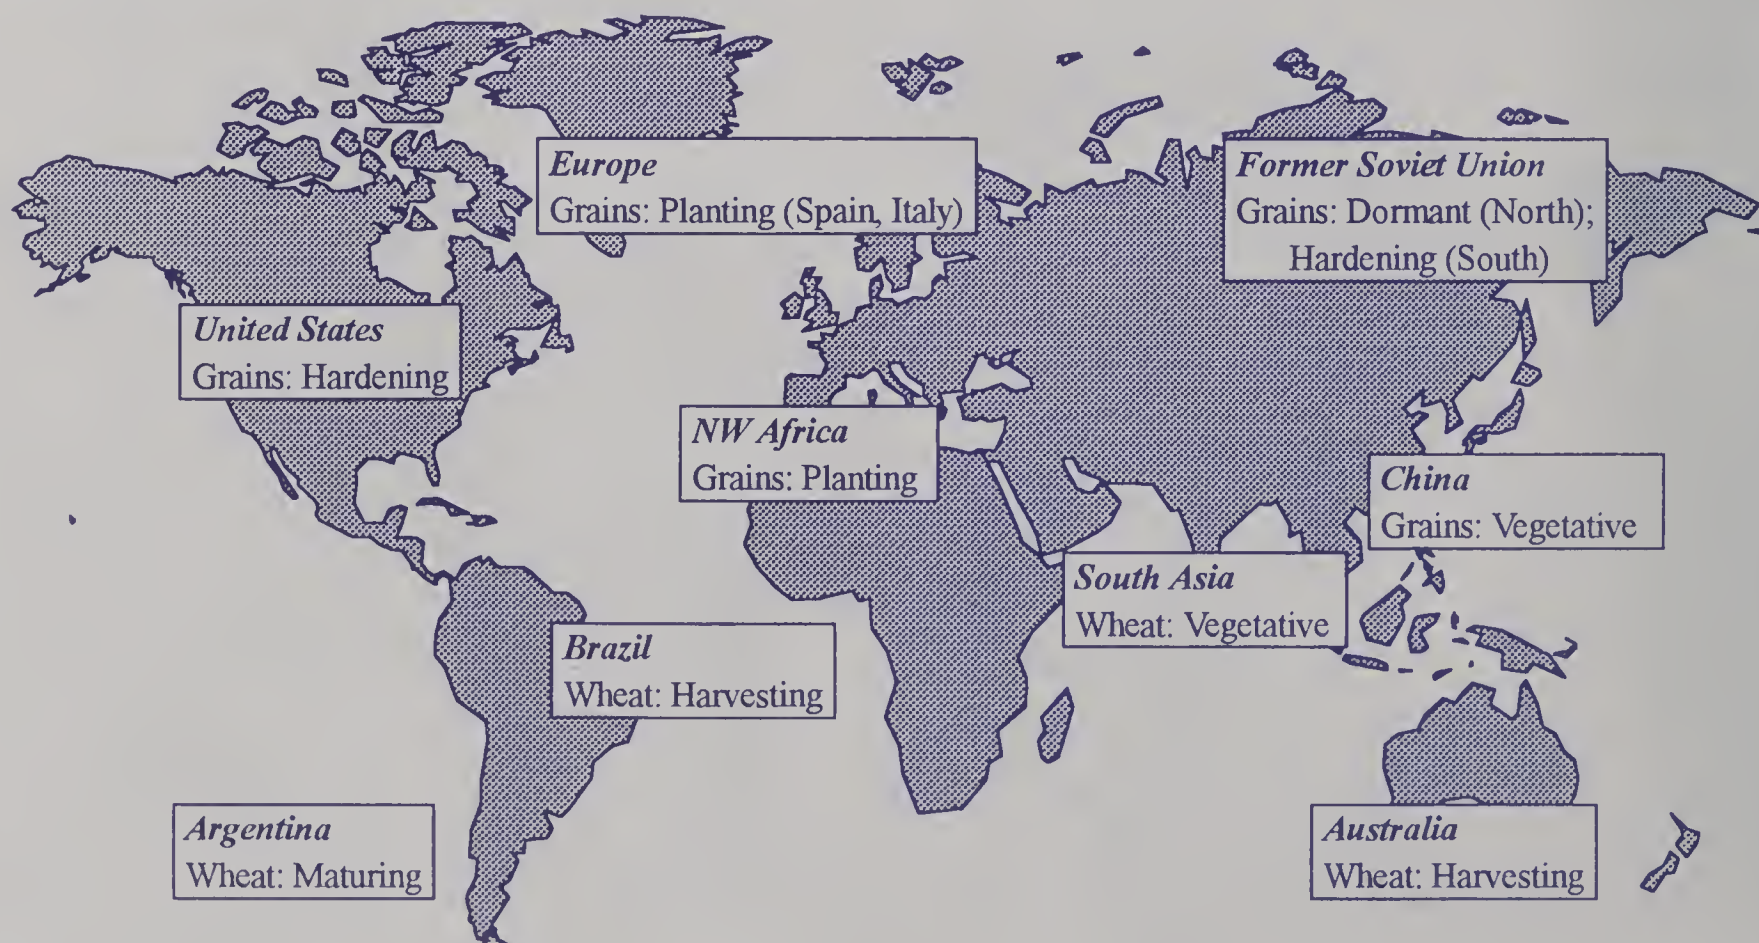 Europe
Grains: Planting (Spain, Italy)
Former Soviet Union
Grains: Dormant (North);
Hardening (South)
United States
Grains: Hardening
NW Africa
Grains: Planting
China
Grains: Vegetative
South Asia
Wheat: Vegetative
Brazil
Wheat: Harvesting
Argentina
Wheat: Maturing
Australia
Wheat: Harvesting